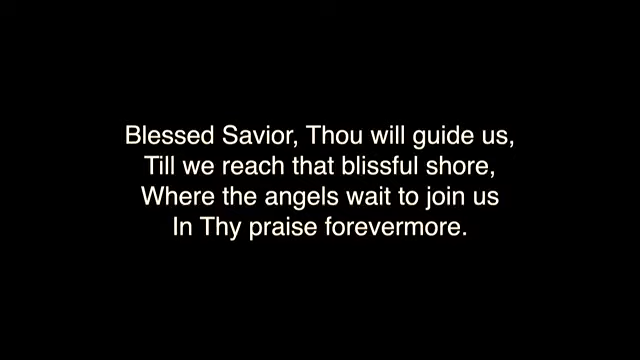 Blessed Savior, Thou will guide us,
Till we reach that blissful shore,
Where the angels wait to join us
In Thy praise forevermore.